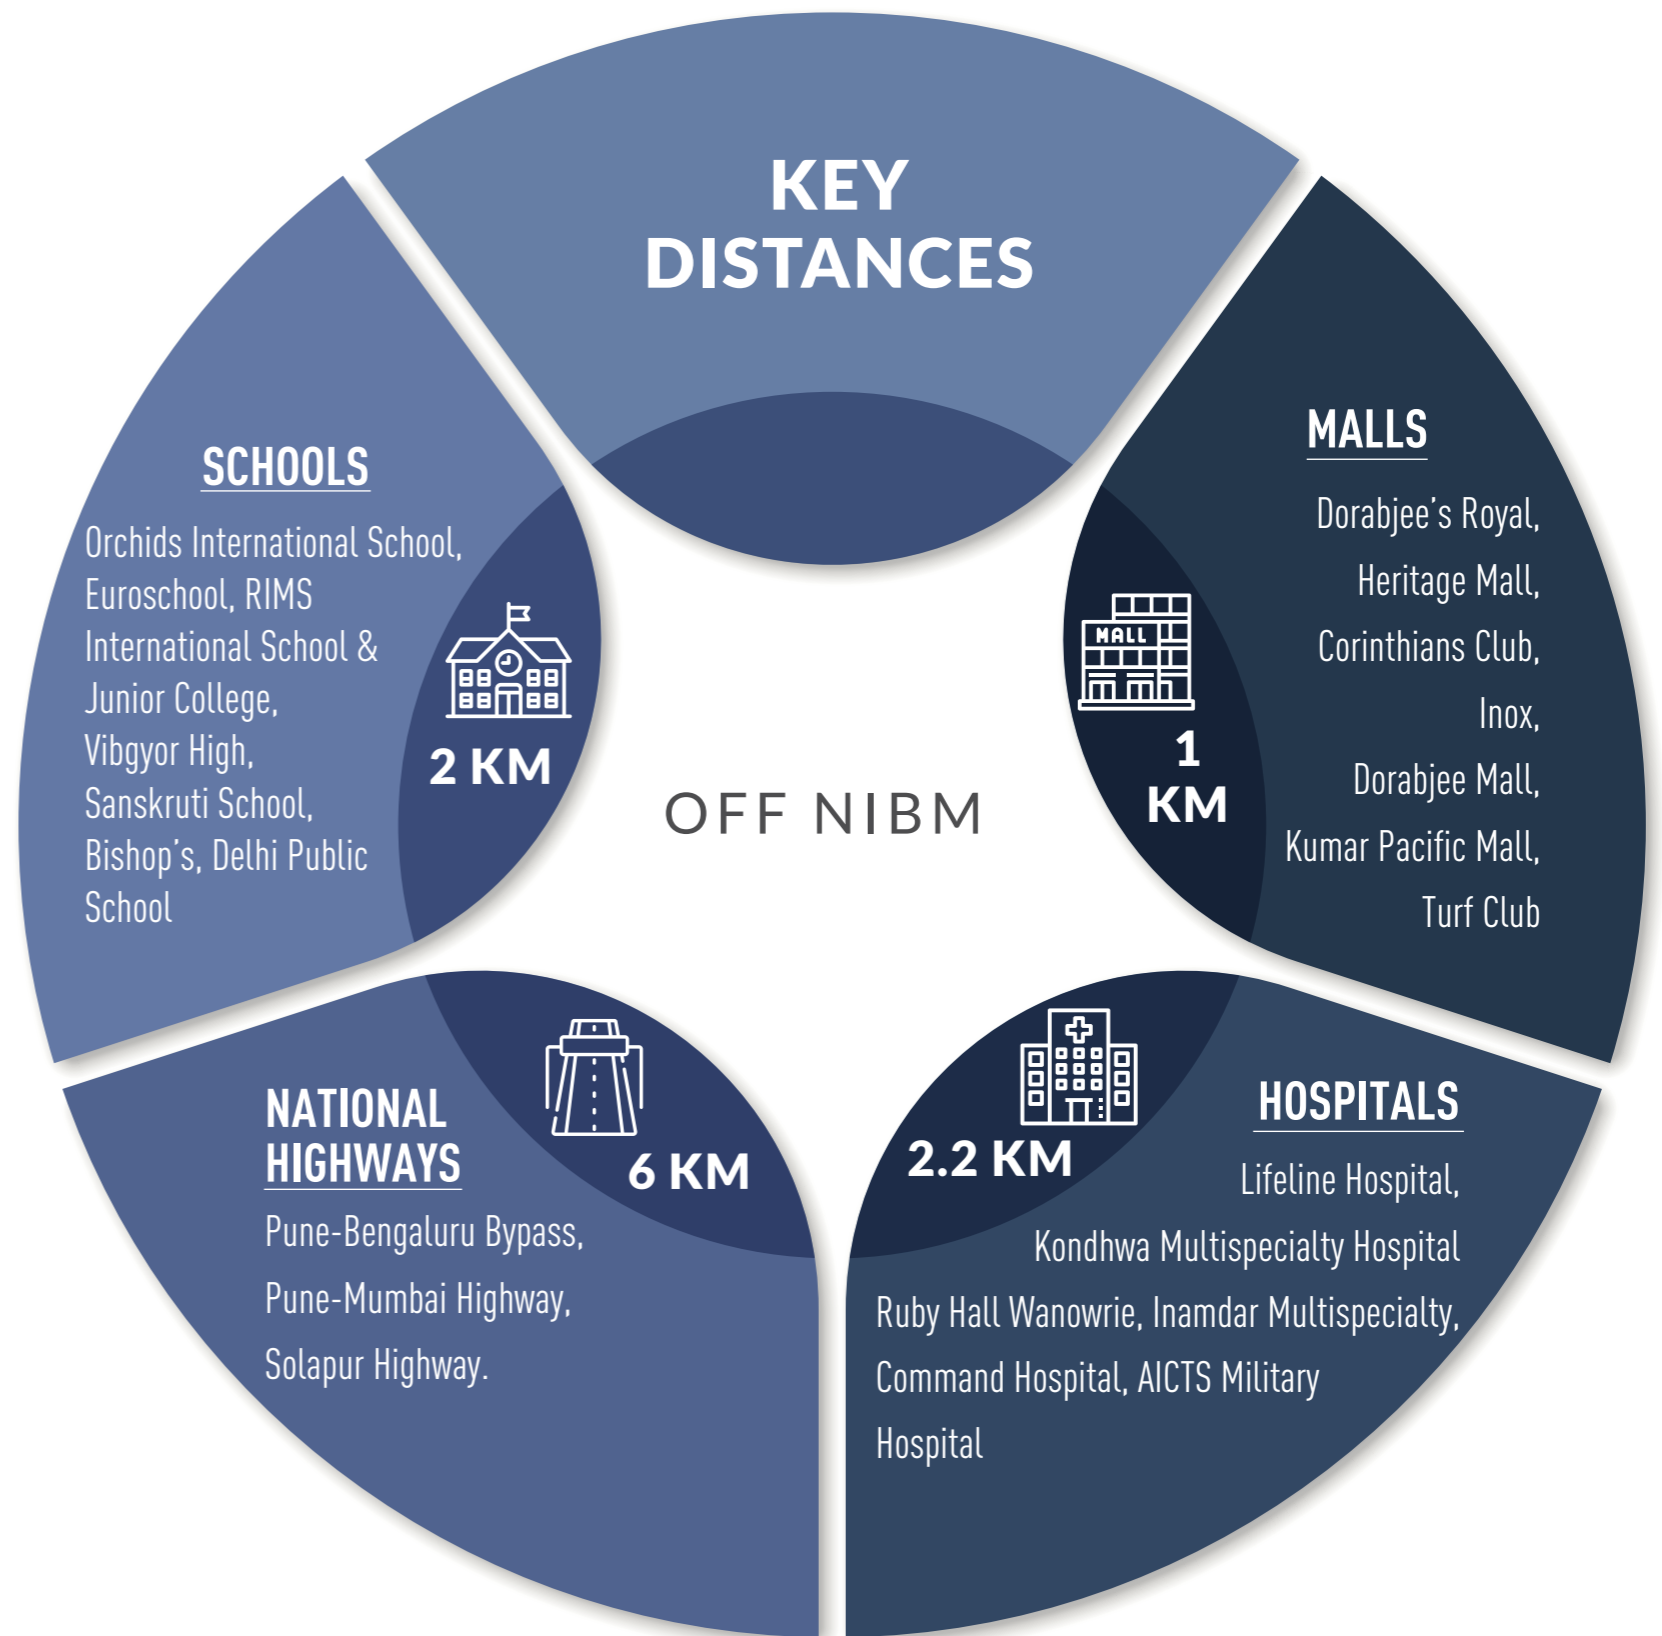 KEY
DISTANCES
MALLS
Dorabjee's Royal,
Heritage Mall,
Corinthians Club,
Inox,
Dorabjee Mall,
Kumar Pacific Mall,
Turf Club
MALL
1
KM
HOSPITALS
Lifeline Hospital,
Kondhwa Multispecialty Hospital
Ruby Hall Wanowrie, Inamdar Multispecialty,
Command Hospital, AICTS Military
Hospital
2.2 KM
NATIONAL
HIGHWAYS
Pune-Bengaluru Bypass,
Pune-Mumbai Highway,
Solapur Highway.
6 KM
SCHOOLS
Orchids International School,
Euroschool, RIMS
International School &
Junior College,
Vibgyor High,
Sanskruti School,
Bishop's, Delhi Public
School
2 KM
OFF NIBM